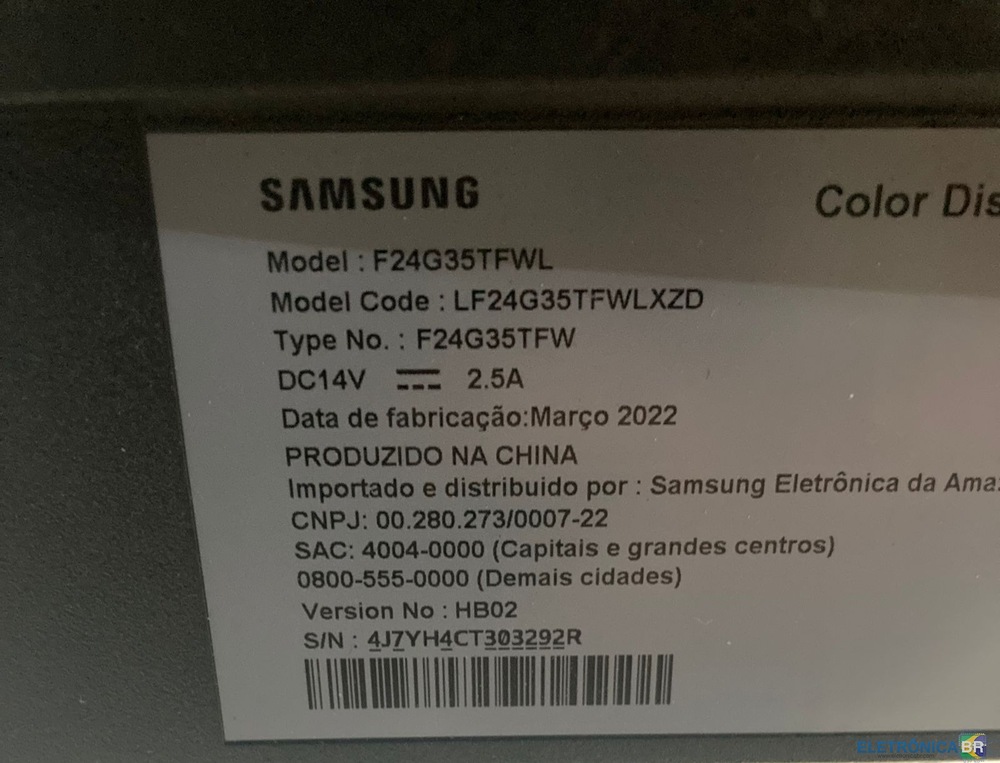 SAMSUNG
Color Dis
Model : F24G35TFWL
Model Code : LF24G35TFWLXZD
Type No. : F24G35TFW
DC14V ⎓ 2.5A
Data de fabricação:Março 2022
PRODUZIDO NA CHINA
Importado e distribuido por : Samsung Eletrônica da Ama
CNPJ: 00.280.273/0007-22
SAC: 4004-0000 (Capitais e grandes centros)
0800-555-0000 (Demais cidades)
Version No : HB02
S/N : 4J7YH4CT303292R
ELETRÔNICA BR